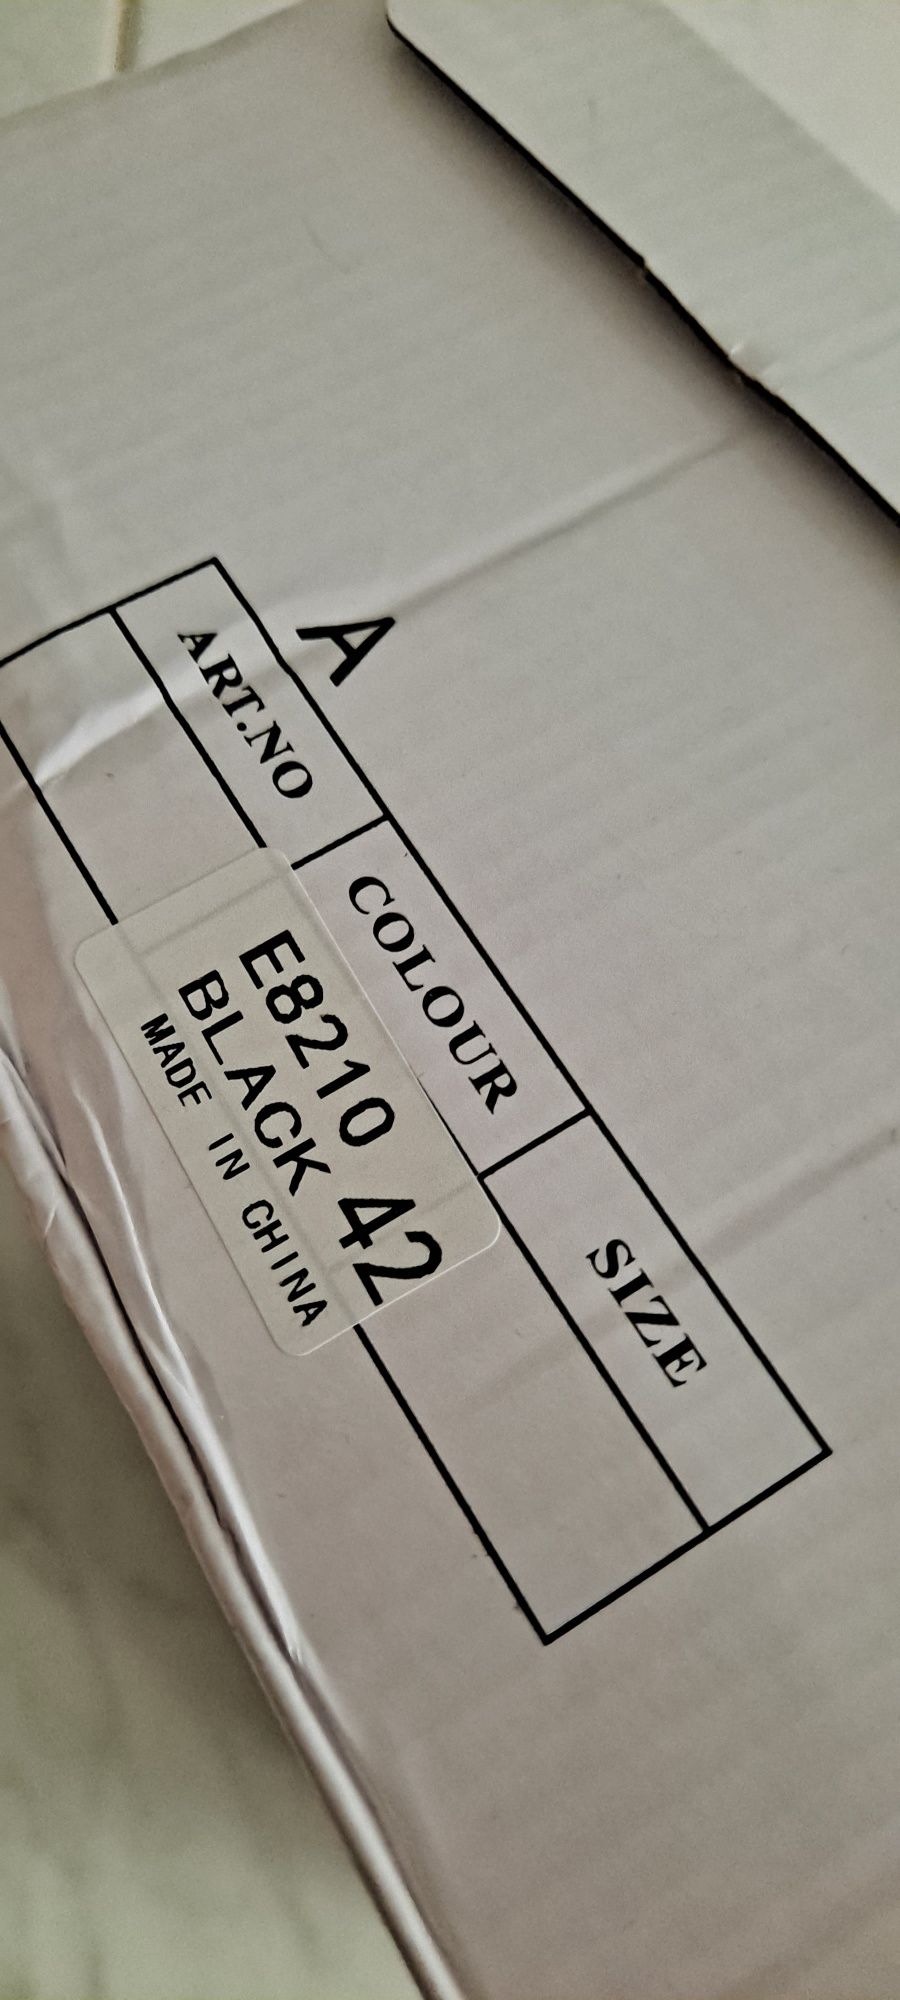 A
ART.NO COLOUR SIZE
E8210
BLACK 42
MADE IN CHINA